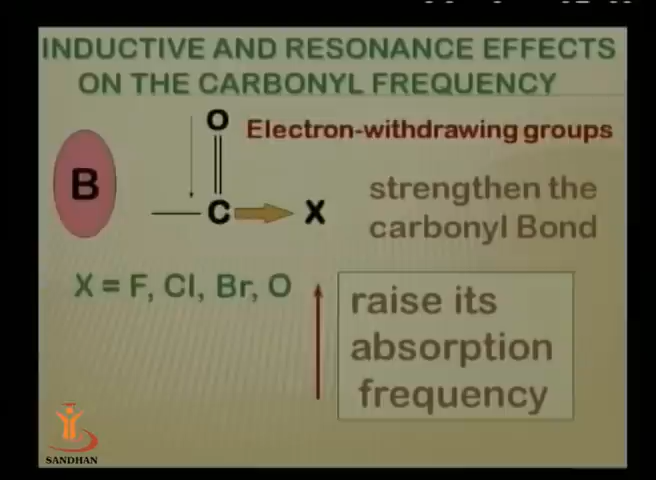 INDUCTIVE AND RESONANCE EFFECTS
ON THE CARBONYL FREQUENCY
O
Electron-withdrawing groups
B
strengthen the
C
X
carbonyl Bond
X = F, Cl, Br, O
raise its
absorption
frequency
SANDHAN